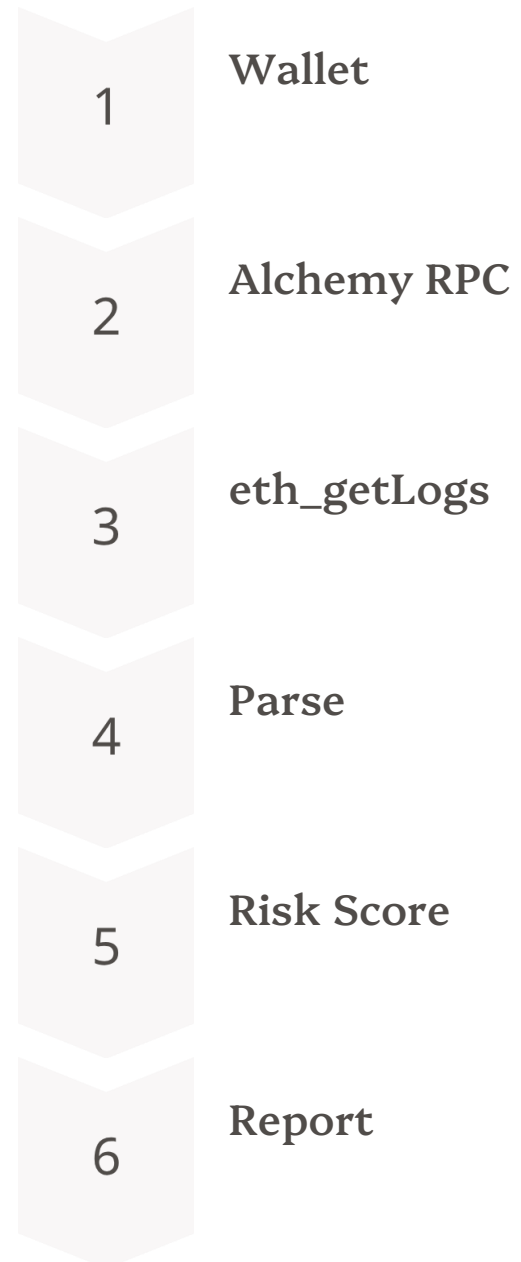 1
Wallet
2
Alchemy RPC
3
eth_getLogs
4
Parse
5
Risk Score
6
Report